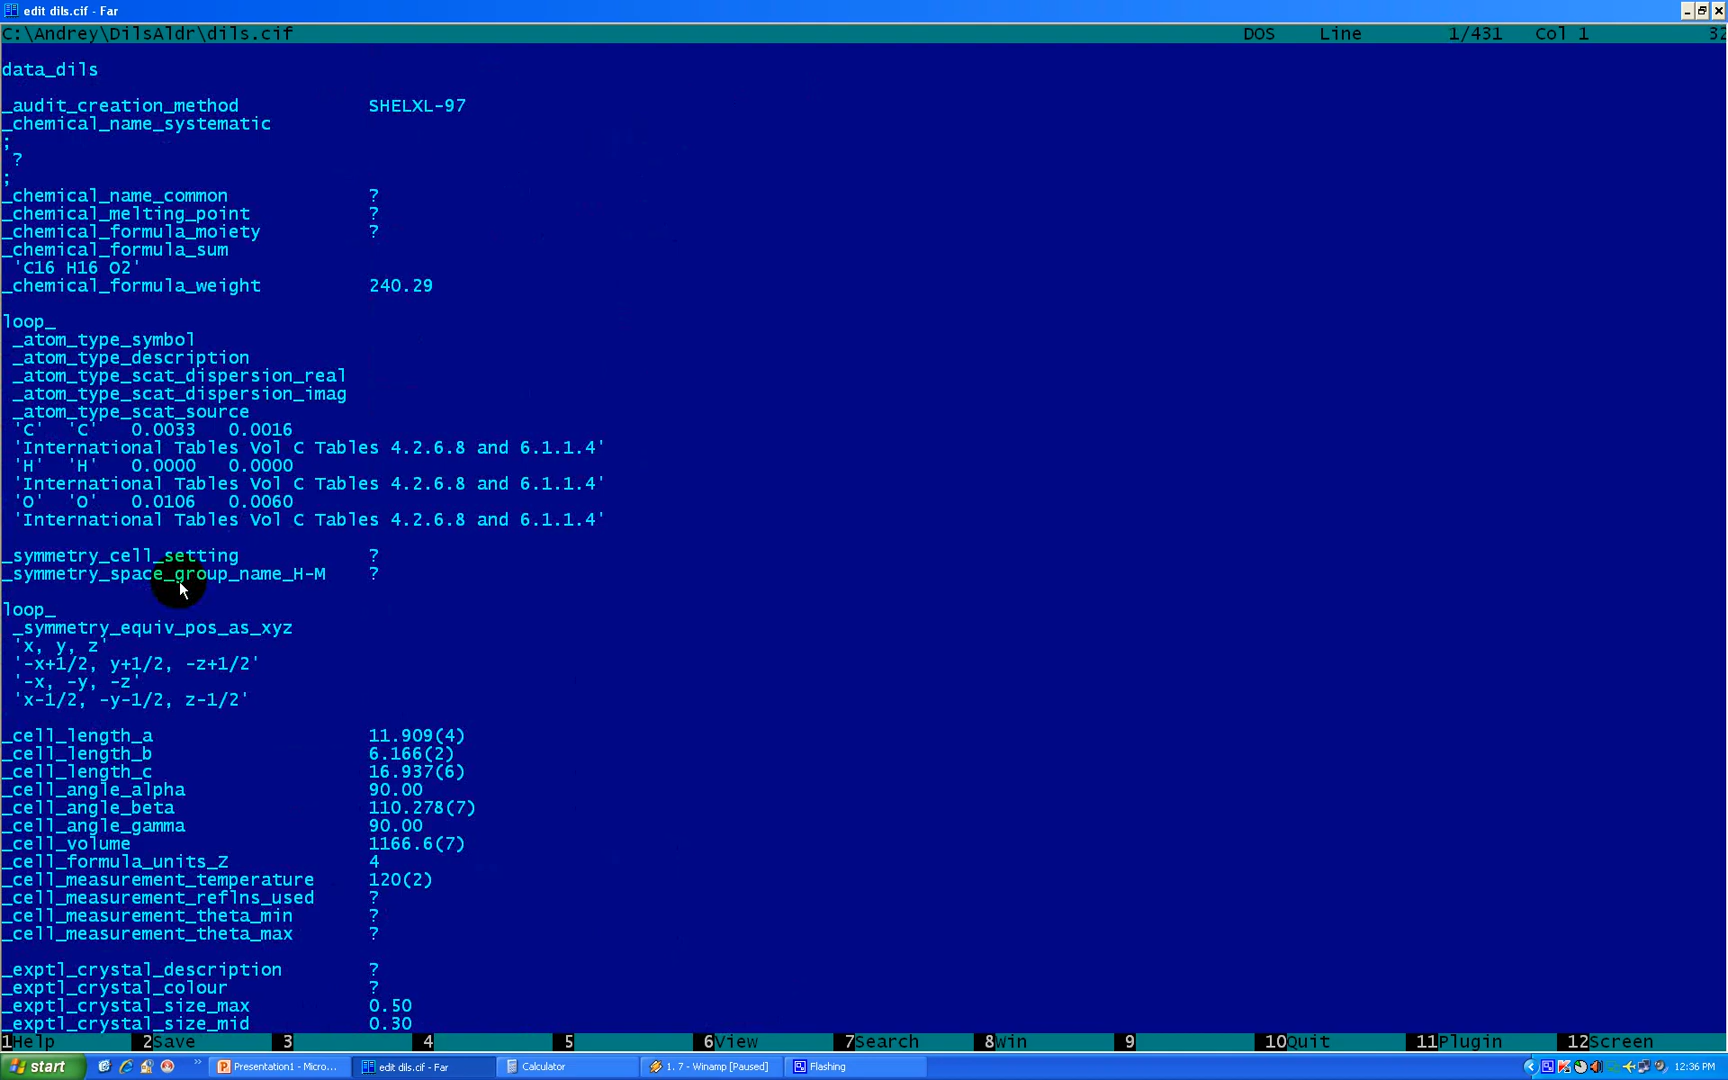 edit dils.cif - Far
C:\Andrey\DilsAldr\dils.cif DOS Line 1/431 Col 1 32
data_dils
_audit_creation_method SHELXL-97
_chemical_name_systematic
;
?
;
_chemical_name_common ?
_chemical_melting_point ?
_chemical_formula_moiety ?
_chemical_formula_sum
'C16 H16 O2'
_chemical_formula_weight 240.29
loop_
_atom_type_symbol
_atom_type_description
_atom_type_scat_dispersion_real
_atom_type_scat_dispersion_imag
_atom_type_scat_source
'C' 'C' 0.0033 0.0016
'International Tables Vol C Tables 4.2.6.8 and 6.1.1.4'
'H' 'H' 0.0000 0.0000
'International Tables Vol C Tables 4.2.6.8 and 6.1.1.4'
'O' 'O' 0.0106 0.0060
'International Tables Vol C Tables 4.2.6.8 and 6.1.1.4'
_symmetry_cell_setting ?
_symmetry_space_group_name_H-M ?
loop_
_symmetry_equiv_pos_as_xyz
'x, y, z'
'-x+1/2, y+1/2, -z+1/2'
'-x, -y, -z'
'x-1/2, -y-1/2, z-1/2'
_cell_length_a 11.909(4)
_cell_length_b 6.166(2)
_cell_length_c 16.937(6)
_cell_angle_alpha 90.00
_cell_angle_beta 110.278(7)
_cell_angle_gamma 90.00
_cell_volume 1166.6(7)
_cell_formula_units_Z 4
_cell_measurement_temperature 120(2)
_cell_measurement_reflns_used ?
_cell_measurement_theta_min ?
_cell_measurement_theta_max ?
_exptl_crystal_description ?
_exptl_crystal_colour ?
_exptl_crystal_size_max 0.50
_exptl_crystal_size_mid 0.30
1Help 2Save 3 4 5 6View 7Search 8Win 9 10Quit 11Plugin 12Screen
start Presentation1 - Micro... edit dils.cif - Far Calculator 1. 7 - Winamp [Paused] Flashing 12:36 PM